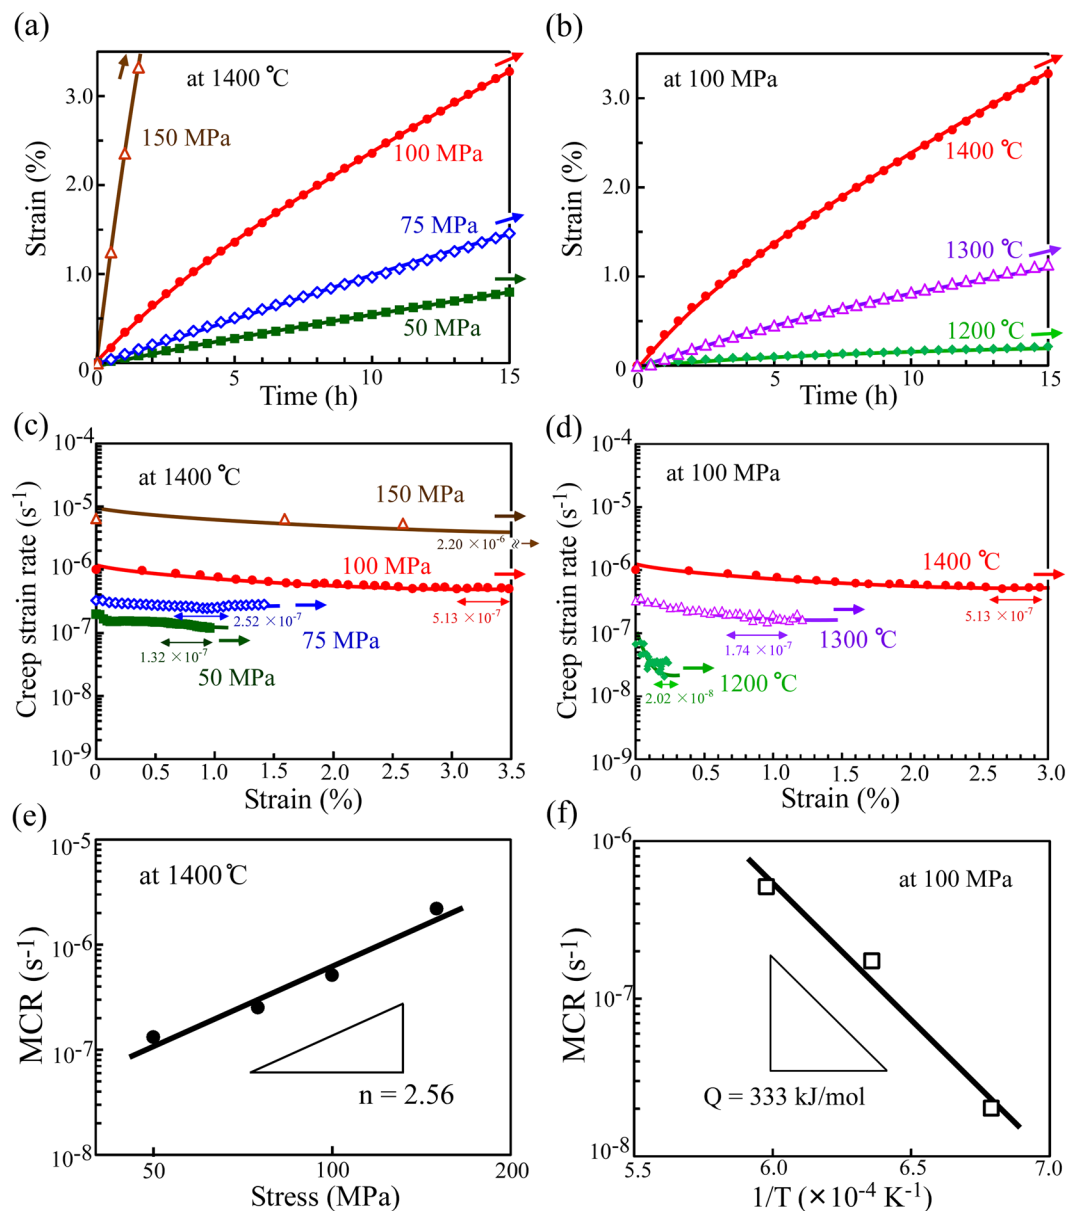 (a)
at 1400 ℃
150 MPa
100 MPa
75 MPa
50 MPa
Strain (%)
3.0
2.0
1.0
0
0 5 10 15
Time (h)
(b)
at 100 MPa
1400 ℃
1300 ℃
1200 ℃
Strain (%)
3.0
2.0
1.0
0
0 5 10 15
Time (h)
(c)
at 1400 ℃
150 MPa
2.20 ×10⁻⁶
100 MPa
5.13 ×10⁻⁷
2.52 ×10⁻⁷
75 MPa
1.32 ×10⁻⁷
50 MPa
Creep strain rate (s⁻¹)
10⁻⁴
10⁻⁵
10⁻⁶
10⁻⁷
10⁻⁸
10⁻⁹
0 0.5 1.0 1.5 2.0 2.5 3.0 3.5
Strain (%)
(d)
at 100 MPa
1400 ℃
5.13 ×10⁻⁷
1300 ℃
1.74 ×10⁻⁷
1200 ℃
2.02 ×10⁻⁸
Creep strain rate (s⁻¹)
10⁻⁴
10⁻⁵
10⁻⁶
10⁻⁷
10⁻⁸
10⁻⁹
0 0.5 1.0 1.5 2.0 2.5 3.0
Strain (%)
(e)
at 1400℃
n = 2.56
MCR (s⁻¹)
10⁻⁵
10⁻⁶
10⁻⁷
10⁻⁸
50 100 200
Stress (MPa)
(f)
at 100 MPa
Q = 333 kJ/mol
MCR (s⁻¹)
10⁻⁶
10⁻⁷
10⁻⁸
5.5 6.0 6.5 7.0
1/T (×10⁻⁴ K⁻¹)